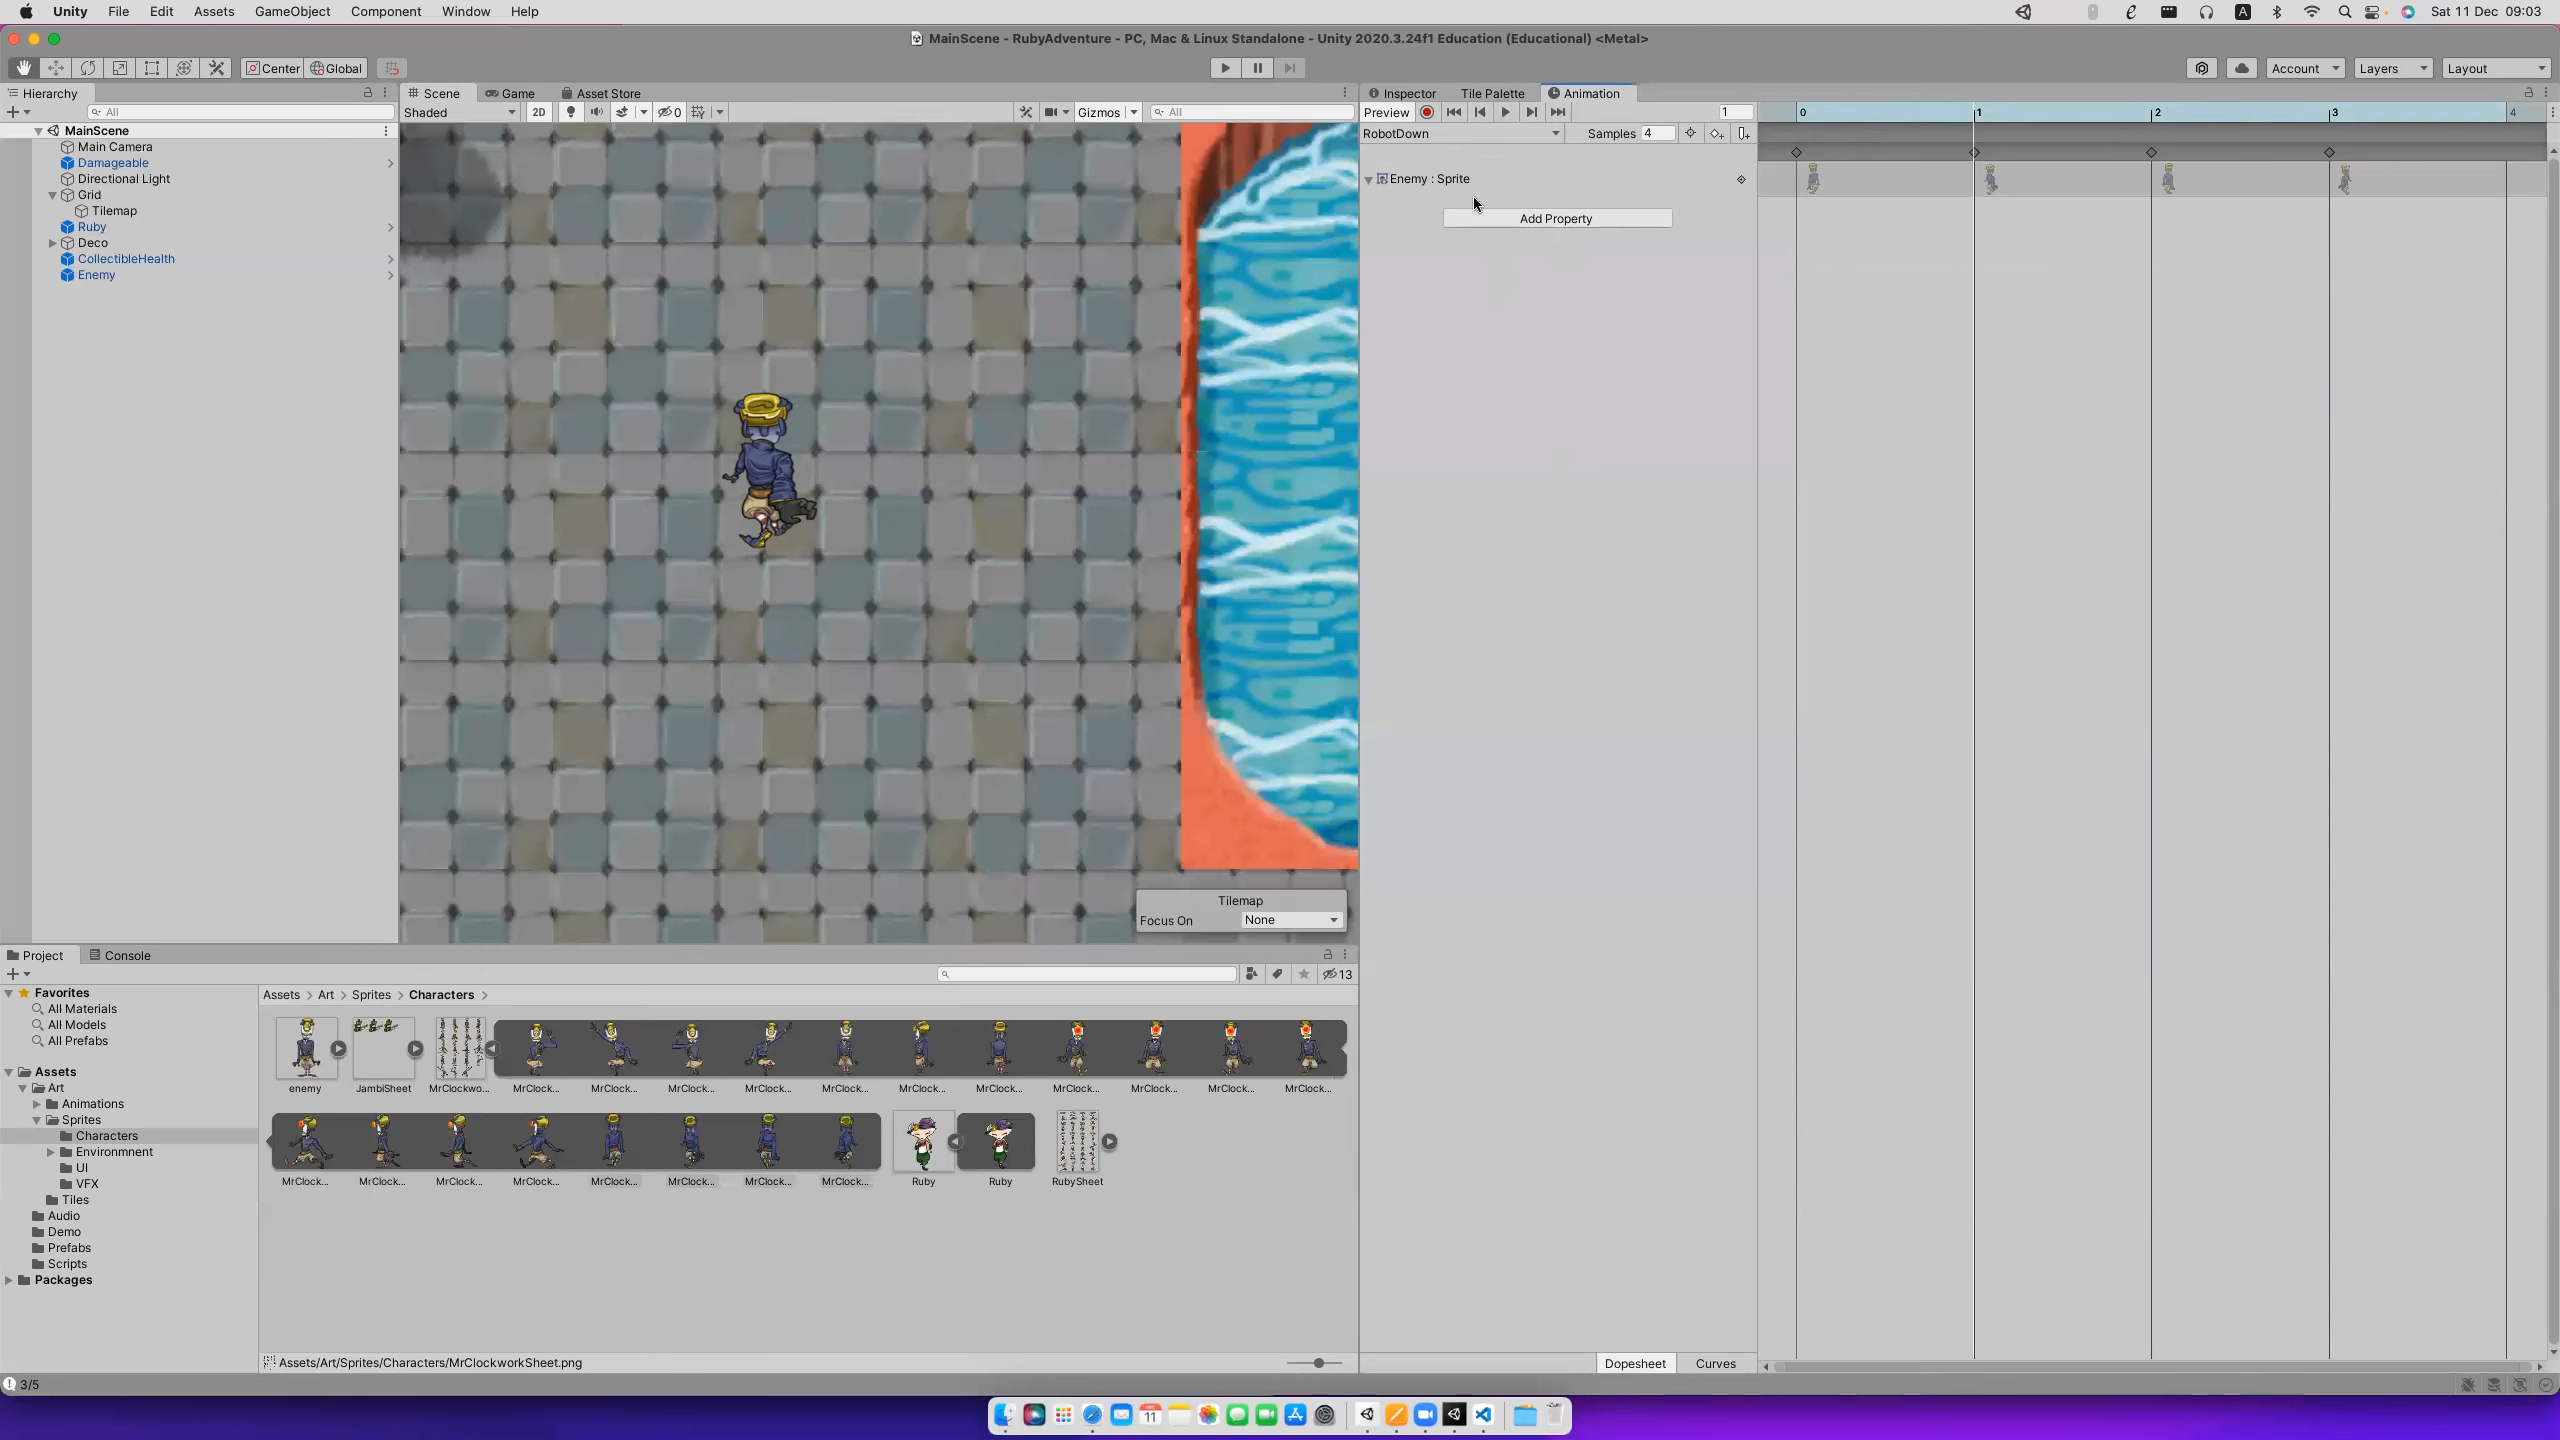 Unity File Edit Assets GameObject Component Window Help Sat 11 Dec 09:03
MainScene - RubyAdventure - PC, Mac & Linux Standalone - Unity 2020.3.24f1 Education (Educational) <Metal>
Center Global Account Layers Layout
Hierarchy
All
MainScene
Main Camera
Damageable
Directional Light
Grid
Tilemap
Ruby
Deco
CollectibleHealth
Enemy
Scene Game Asset Store
Shaded 2D 0 Gizmos All
Tilemap
Focus On None
Inspector Tile Palette Animation
Preview 1
RobotDown Samples 4
0 1 2 3 4
Enemy : Sprite
Add Property
Dopesheet Curves
Project Console
13
Favorites
All Materials
All Models
All Prefabs
Assets
Art
Animations
Sprites
Characters
Environmnent
UI
VFX
Tiles
Audio
Demo
Prefabs
Scripts
Packages
Assets > Art > Sprites > Characters >
enemy JambiSheet MrClockwo... MrClock... MrClock... MrClock... MrClock... MrClock... MrClock... MrClock... MrClock... MrClock... MrClock... MrClock...
MrClock... MrClock... MrClock... MrClock... MrClock... MrClock... MrClock... MrClock... Ruby Ruby RubySheet
Assets/Art/Sprites/Characters/MrClockworkSheet.png
3/5
11